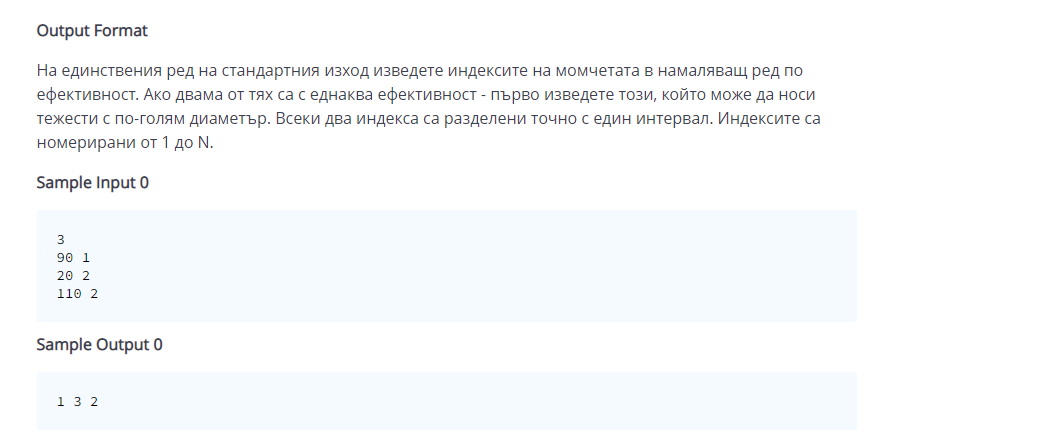 Output Format
На единствения ред на стандартния изход изведете индексите на момчетата в намаляващ ред по
ефективност. Ако двама от тях са с еднаква ефективност - първо изведете този, който може да носи
тежести с по-голям диаметър. Всеки два индекса са разделени точно с един интервал. Индексите са
номерирани от 1 до N.
Sample Input 0
3
90 1
20 2
110 2
Sample Output 0
1 3 2